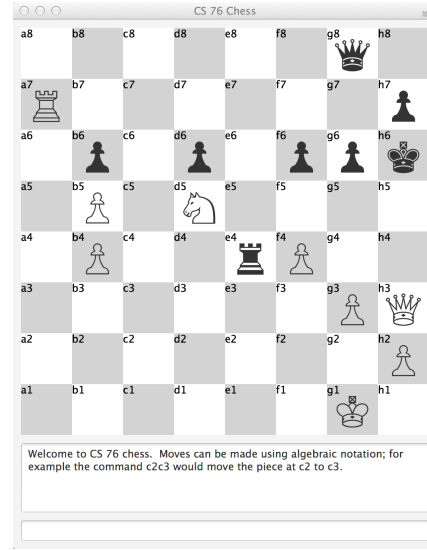 CS 76 Chess
a8 b8 c8 d8 e8 f8 g8 h8
a7 b7 c7 d7 e7 f7 g7 h7
a6 b6 c6 d6 e6 f6 g6 h6
a5 b5 c5 d5 e5 f5 g5 h5
a4 b4 c4 d4 e4 f4 g4 h4
a3 b3 c3 d3 e3 f3 g3 h3
a2 b2 c2 d2 e2 f2 g2 h2
a1 b1 c1 d1 e1 f1 g1 h1
Welcome to CS 76 chess. Moves can be made using algebraic notation; for
example the command c2c3 would move the piece at c2 to c3.